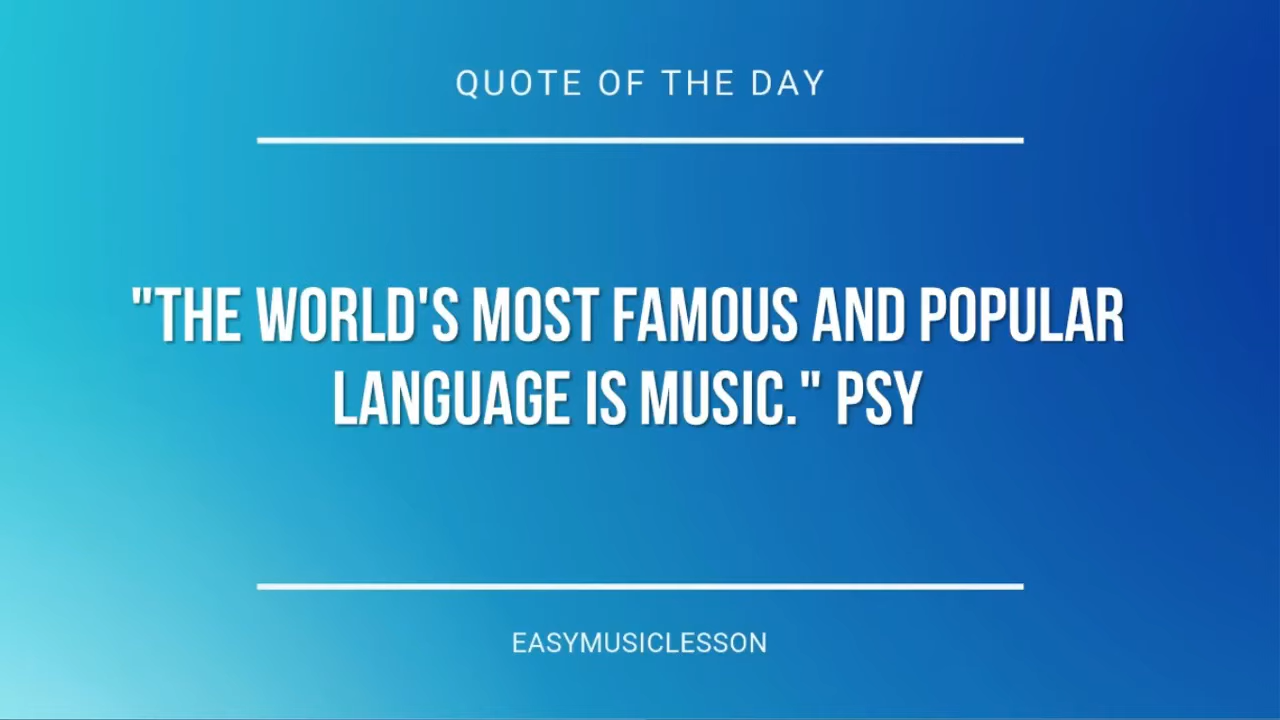 QUOTE OF THE DAY
"THE WORLD'S MOST FAMOUS AND POPULAR
LANGUAGE IS MUSIC." PSY
EASYMUSICLESSON